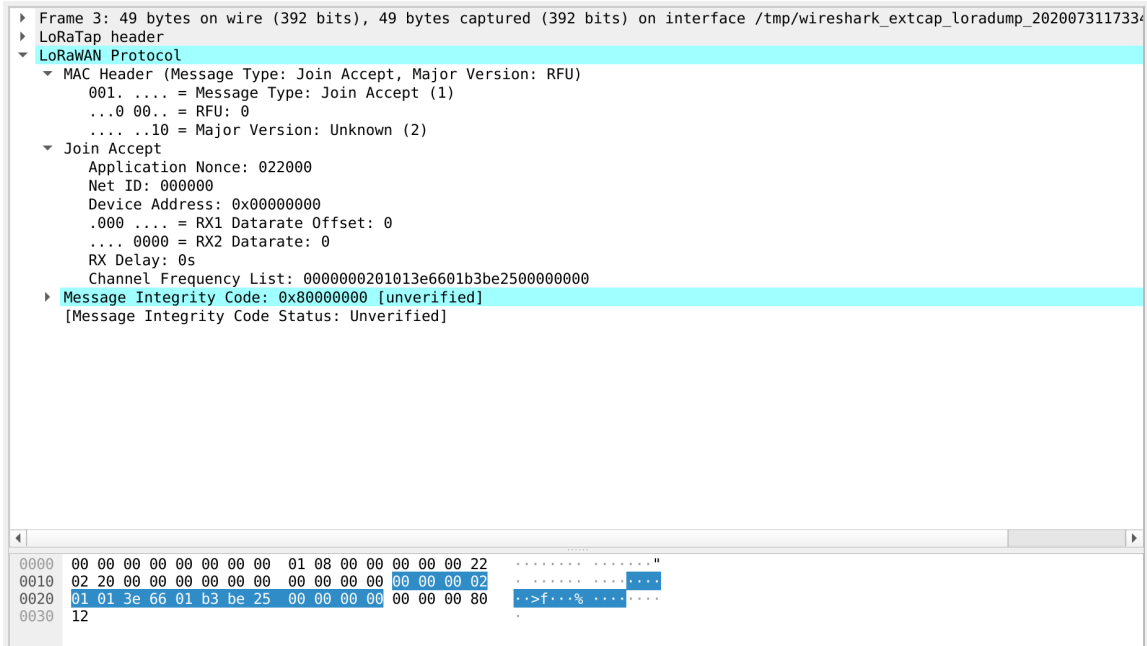 Frame 3: 49 bytes on wire (392 bits), 49 bytes captured (392 bits) on interface /tmp/wireshark_extcap_loradump_2020073117334
LoRaTap header
LoRaWAN Protocol
MAC Header (Message Type: Join Accept, Major Version: RFU)
001. .... = Message Type: Join Accept (1)
...0 00.. = RFU: 0
.... ..10 = Major Version: Unknown (2)
Join Accept
Application Nonce: 022000
Net ID: 000000
Device Address: 0x00000000
.000 .... = RX1 Datarate Offset: 0
.... 0000 = RX2 Datarate: 0
RX Delay: 0s
Channel Frequency List: 0000000201013e6601b3be2500000000
Message Integrity Code: 0x80000000 [unverified]
[Message Integrity Code Status: Unverified]
0000 00 00 00 00 00 00 00 00 01 08 00 00 00 00 00 22 ········ ·······"
0010 02 20 00 00 00 00 00 00 00 00 00 00 00 00 00 02 · ······ ········
0020 01 01 3e 66 01 b3 be 25 00 00 00 00 00 00 00 80 ··>f···% ········
0030 12 ·